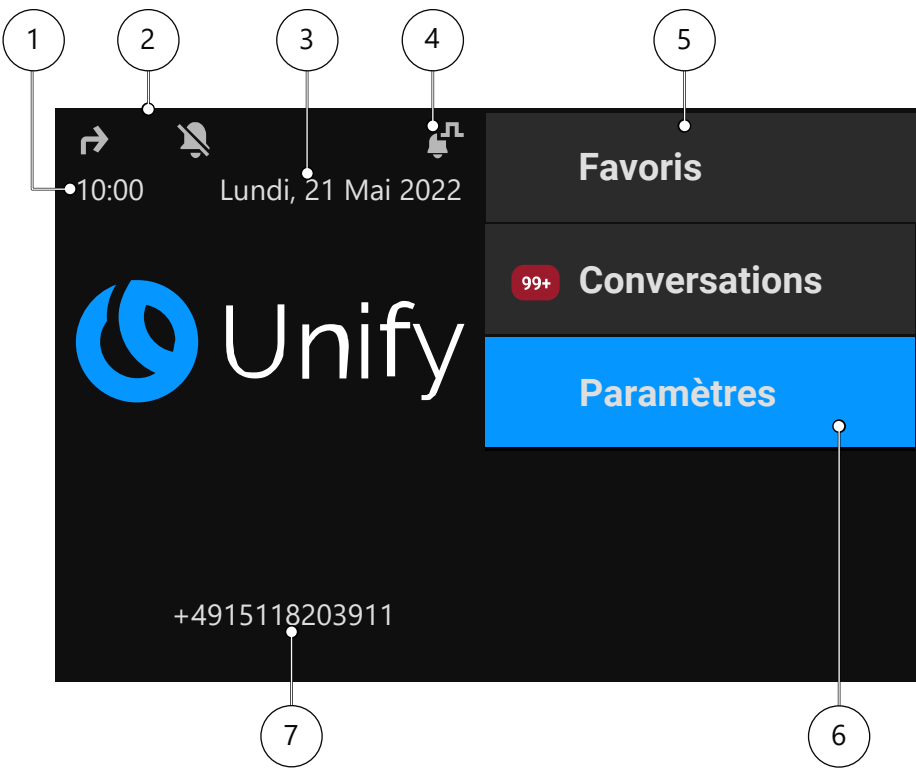 1 2 3 4 5
Favoris
10:00 Lundi, 21 Mai 2022
99+ Conversations
Unify
Paramètres
+4915118203911
7 6